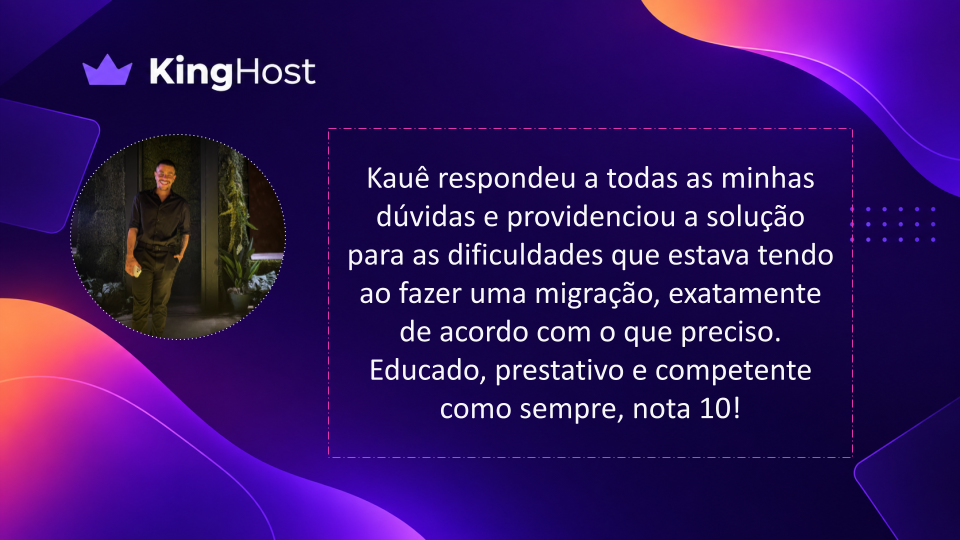 KingHost
Kauê respondeu a todas as minhas
dúvidas e providenciou a solução
para as dificuldades que estava tendo
ao fazer uma migração, exatamente
de acordo com o que preciso.
Educado, prestativo e competente
como sempre, nota 10!